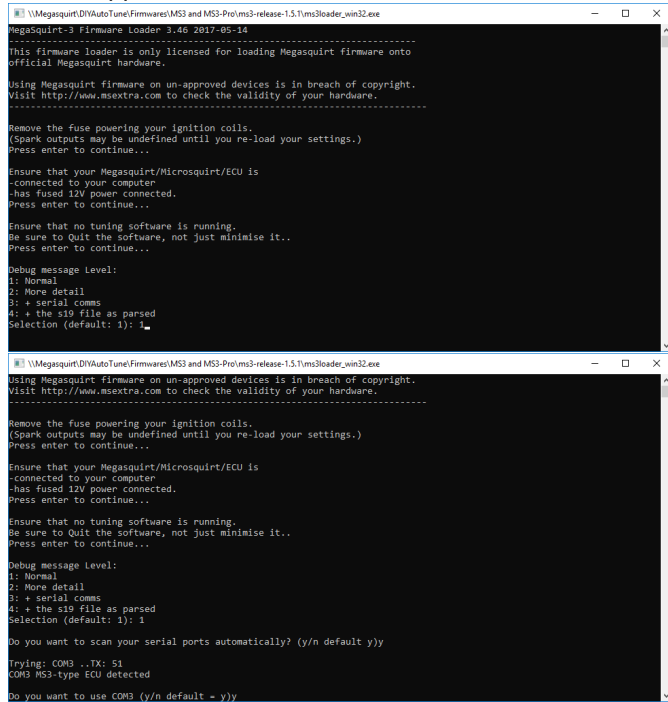 \\Megasquirt\DIYAutoTune\Firmwares\MS3 and MS3-Pro\ms3-release-1.5.1\ms3loader_win32.exe
MegaSquirt-3 Firmware Loader 3.46 2017-05-14
--------------------------------------------------------------------------
This firmware loader is only licensed for loading Megasquirt firmware onto
official Megasquirt hardware.
Using Megasquirt firmware on un-approved devices is in breach of copyright.
Visit http://www.msextra.com to check the validity of your hardware.
----------------------------------------------------------------------------
Remove the fuse powering your ignition coils.
(Spark outputs may be undefined until you re-load your settings.)
Press enter to continue...
Ensure that your Megasquirt/Microsquirt/ECU is
-connected to your computer
-has fused 12V power connected.
Press enter to continue...
Ensure that no tuning software is running.
Be sure to Quit the software, not just minimise it..
Press enter to continue...
Debug message Level:
1: Normal
2: More detail
3: + serial comms
4: + the s19 file as parsed
Selection (default: 1): 1
\\Megasquirt\DIYAutoTune\Firmwares\MS3 and MS3-Pro\ms3-release-1.5.1\ms3loader_win32.exe
Using Megasquirt firmware on un-approved devices is in breach of copyright.
Visit http://www.msextra.com to check the validity of your hardware.
----------------------------------------------------------------------------
Remove the fuse powering your ignition coils.
(Spark outputs may be undefined until you re-load your settings.)
Press enter to continue...
Ensure that your Megasquirt/Microsquirt/ECU is
-connected to your computer
-has fused 12V power connected.
Press enter to continue...
Ensure that no tuning software is running.
Be sure to Quit the software, not just minimise it..
Press enter to continue...
Debug message Level:
1: Normal
2: More detail
3: + serial comms
4: + the s19 file as parsed
Selection (default: 1): 1
Do you want to scan your serial ports automatically? (y/n default y)y
Trying: COM3 ..TX: 51
COM3 MS3-type ECU detected
Do you want to use COM3 (y/n default = y)y